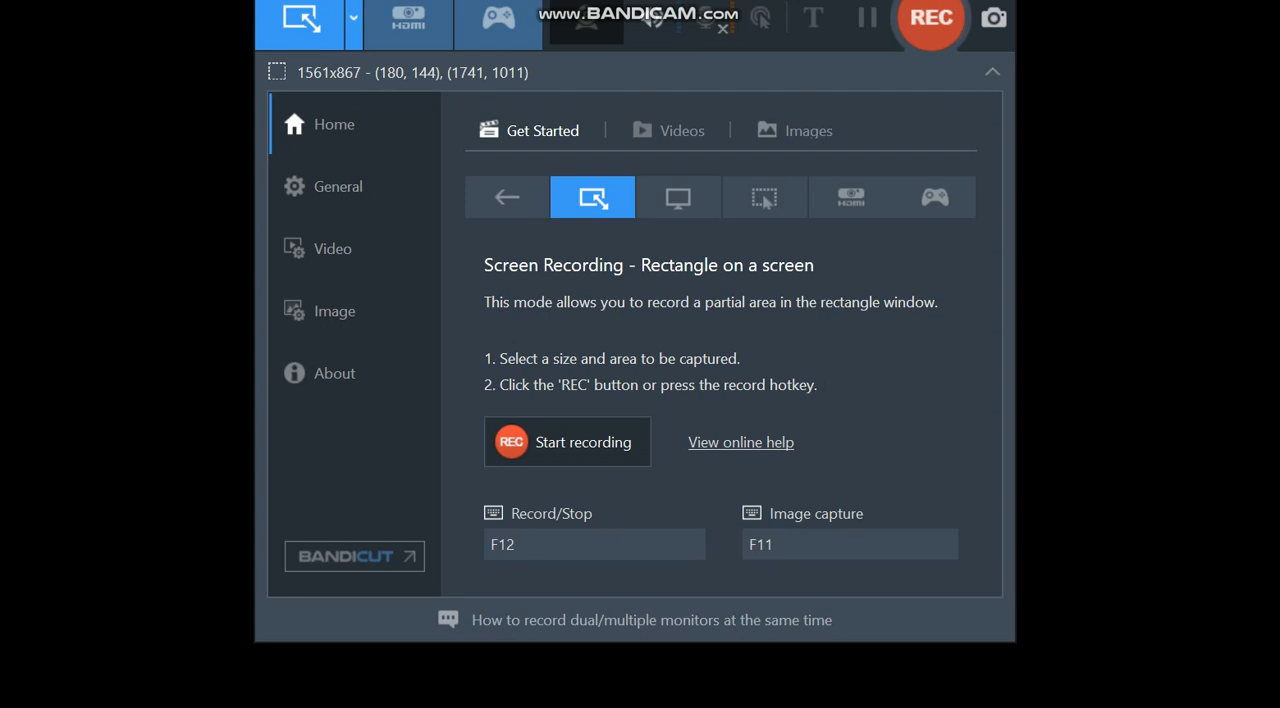 www.BANDICAM.com
HDMI
T
REC
1561x867 - (180, 144), (1741, 1011)
Home
General
Video
Image
About
BANDICUT
Get Started
Videos
Images
HDMI
Screen Recording - Rectangle on a screen
This mode allows you to record a partial area in the rectangle window.
1. Select a size and area to be captured.
2. Click the 'REC' button or press the record hotkey.
REC Start recording
View online help
Record/Stop
Image capture
F12
F11
How to record dual/multiple monitors at the same time